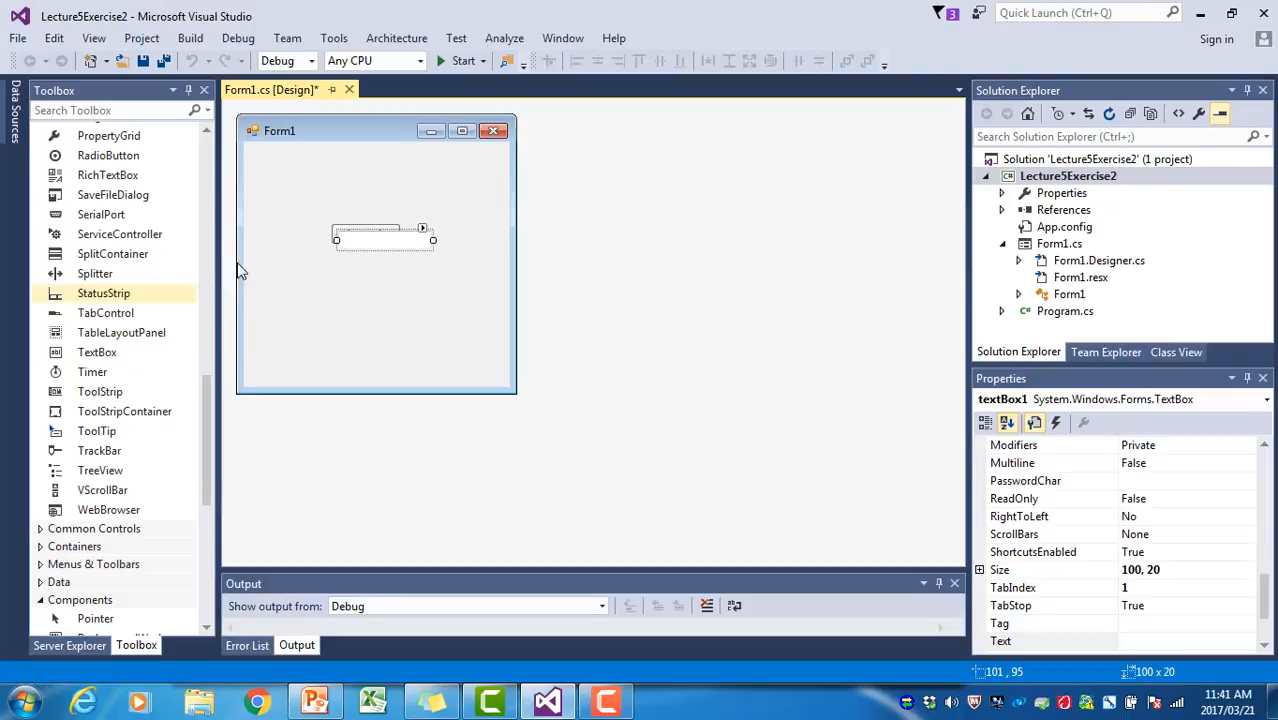 Lecture5Exercise2 - Microsoft Visual Studio
3
Quick Launch (Ctrl+Q)
File Edit View Project Build Debug Team Tools Architecture Test Analyze Window Help
Sign in
Debug Any CPU Start
Data Sources
Toolbox
Search Toolbox
PropertyGrid
RadioButton
RichTextBox
SaveFileDialog
SerialPort
ServiceController
SplitContainer
Splitter
StatusStrip
TabControl
TableLayoutPanel
TextBox
Timer
ToolStrip
ToolStripContainer
ToolTip
TrackBar
TreeView
VScrollBar
WebBrowser
Common Controls
Containers
Menus & Toolbars
Data
Components
Pointer
Server Explorer Toolbox
Form1.cs [Design]*
Form1
Output
Show output from: Debug
Error List Output
Solution Explorer
Search Solution Explorer (Ctrl+;)
Solution 'Lecture5Exercise2' (1 project)
Lecture5Exercise2
Properties
References
App.config
Form1.cs
Form1.Designer.cs
Form1.resx
Form1
Program.cs
Solution Explorer Team Explorer Class View
Properties
textBox1 System.Windows.Forms.TextBox
Modifiers Private
Multiline False
PasswordChar
ReadOnly False
RightToLeft No
ScrollBars None
ShortcutsEnabled True
Size 100, 20
TabIndex 1
TabStop True
Tag
Text
101 , 95 100 x 20
11:41 AM
2017/03/21